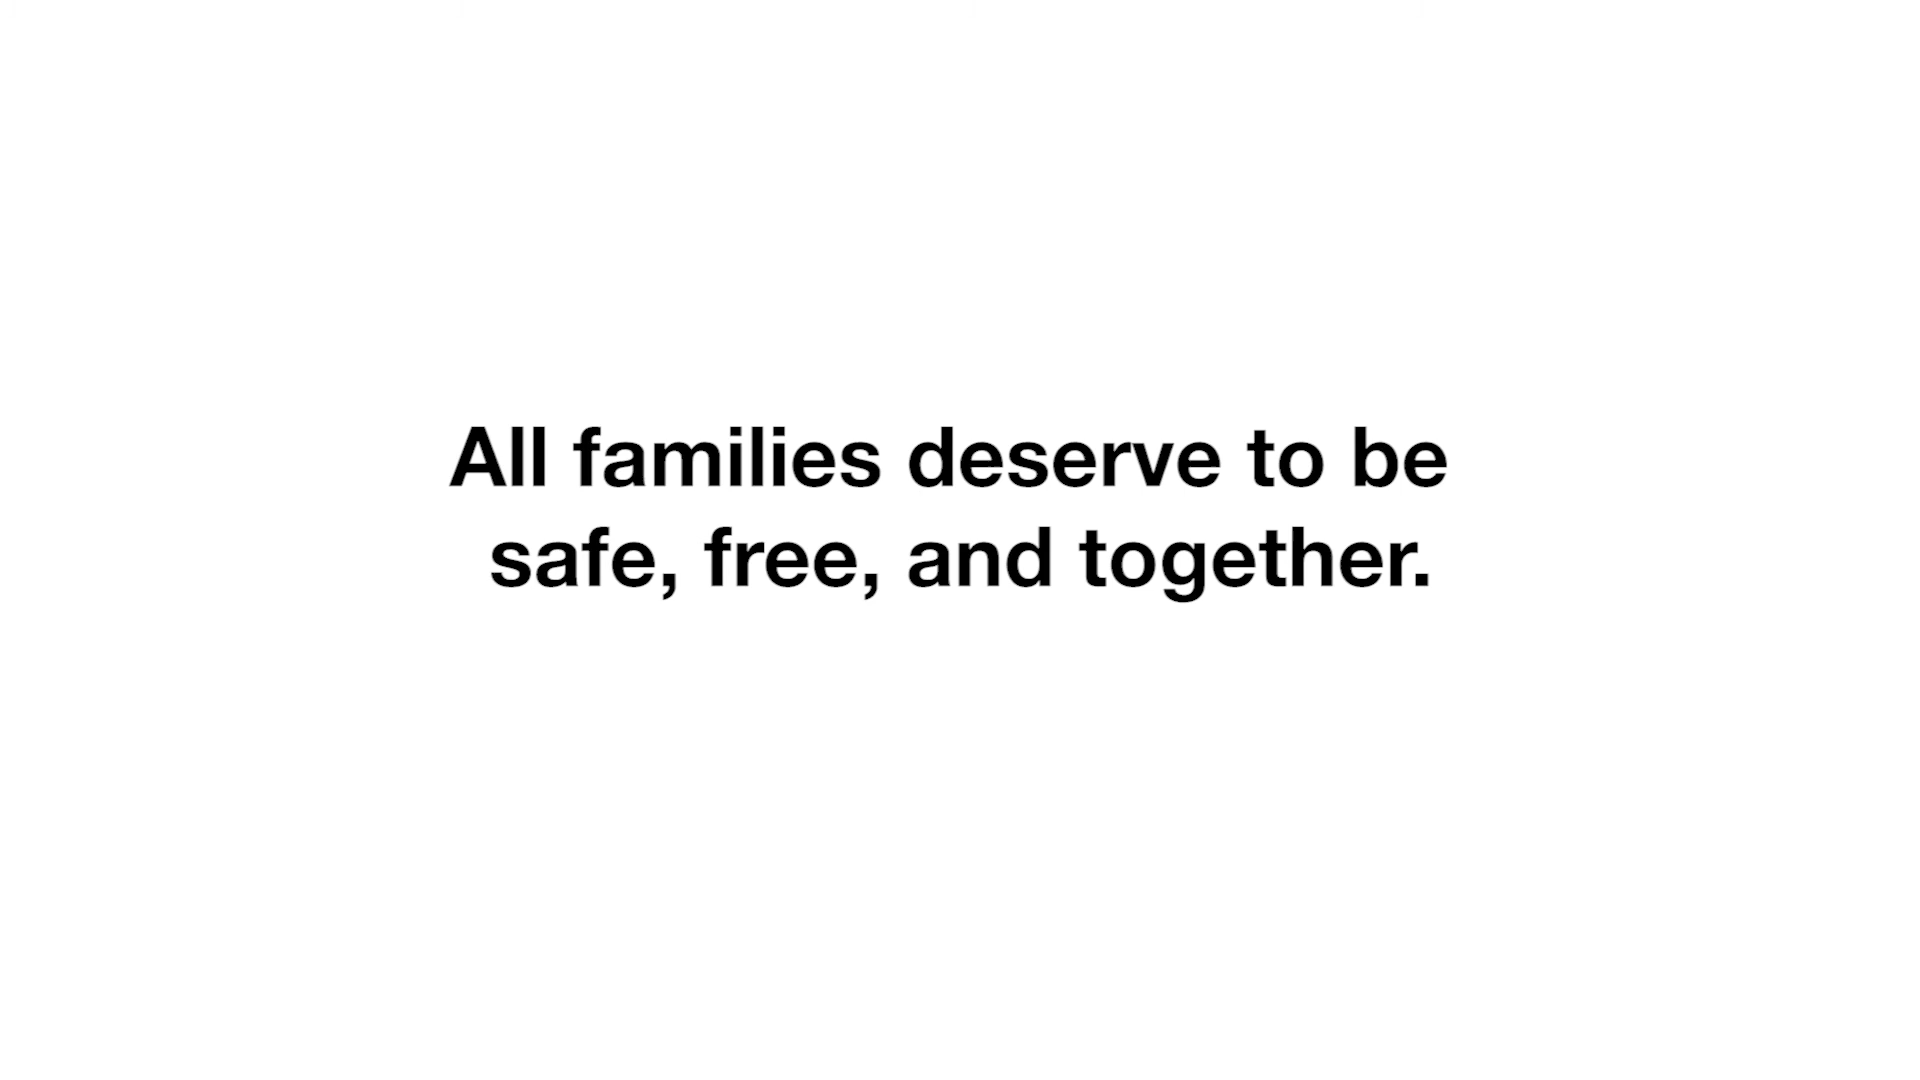 All families deserve to be
safe, free, and together.